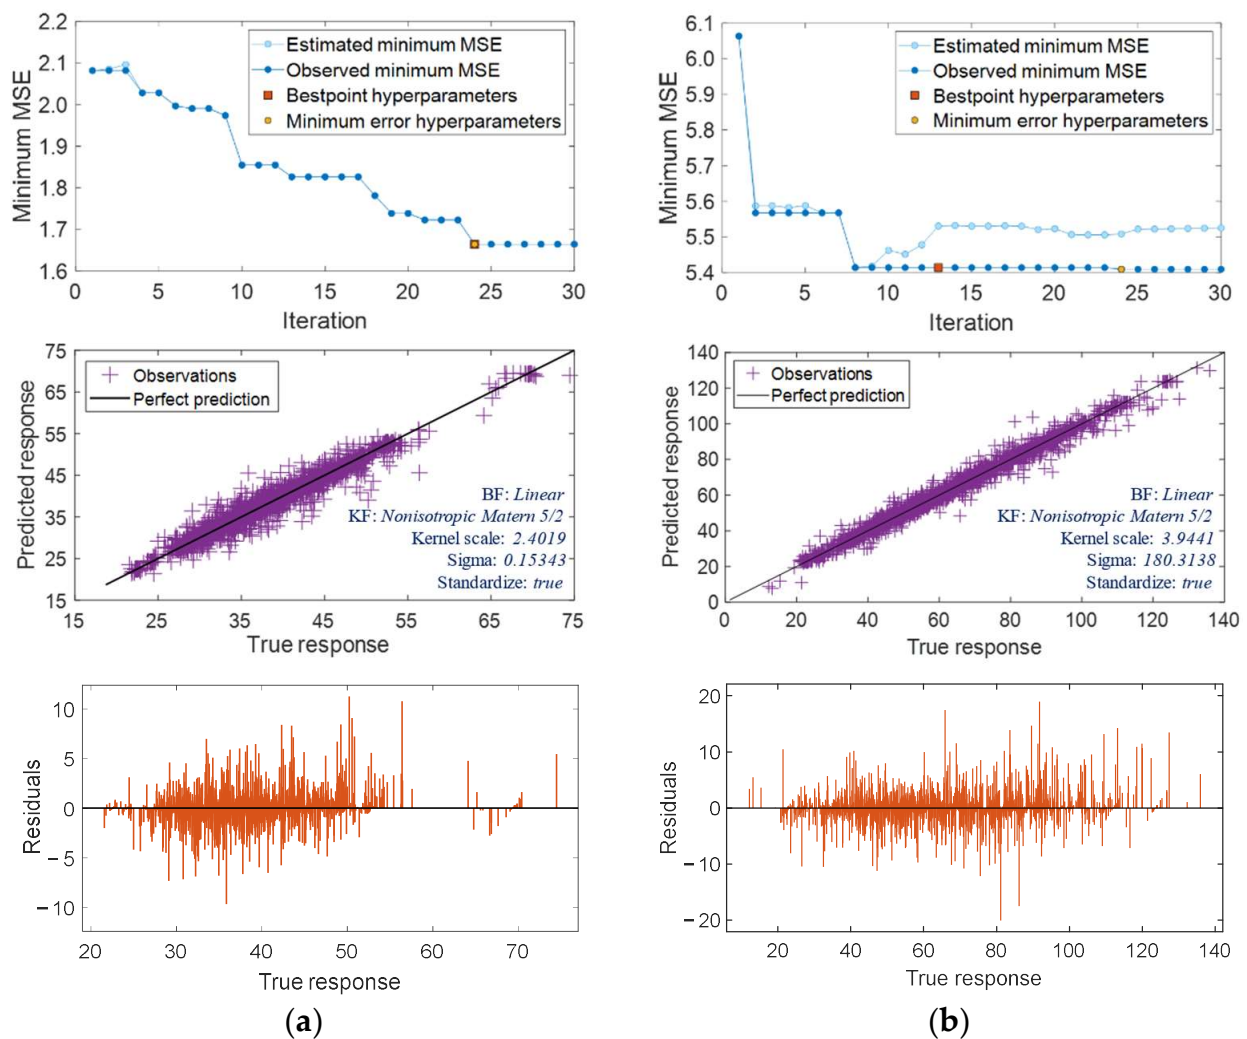 2.2
2.1
2.0
1.9
1.8
1.7
1.6
Minimum MSE
Estimated minimum MSE
Observed minimum MSE
Bestpoint hyperparameters
Minimum error hyperparameters
0 5 10 15 20 25 30
Iteration
6.1
6.0
5.9
5.8
5.7
5.6
5.5
5.4
Minimum MSE
Estimated minimum MSE
Observed minimum MSE
Bestpoint hyperparameters
Minimum error hyperparameters
0 5 10 15 20 25 30
Iteration
75
65
55
45
35
25
15
Predicted response
Observations
Perfect prediction
BF: Linear
KF: Nonisotropic Matern 5/2
Kernel scale: 2.4019
Sigma: 0.15343
Standardize: true
15 25 35 45 55 65 75
True response
140
120
100
80
60
40
20
0
Predicted response
Observations
Perfect prediction
BF: Linear
KF: Nonisotropic Matern 5/2
Kernel scale: 3.9441
Sigma: 180.3138
Standardize: true
0 20 40 60 80 100 120 140
True response
10
5
0
−5
−10
Residuals
20 30 40 50 60 70
True response
20
10
0
−10
−20
Residuals
20 40 60 80 100 120 140
True response
(a)
(b)